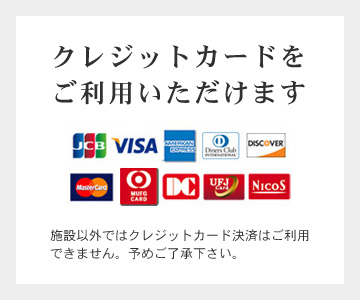 クレジットカードを
ご利用いただけます
JCB VISA AMERICAN EXPRESS Diners Club INTERNATIONAL DISCOVER
MasterCard MUFG CARD DC UFJ Card NICOS
施設以外ではクレジットカード決済はご利用
できません。予めご了承下さい。